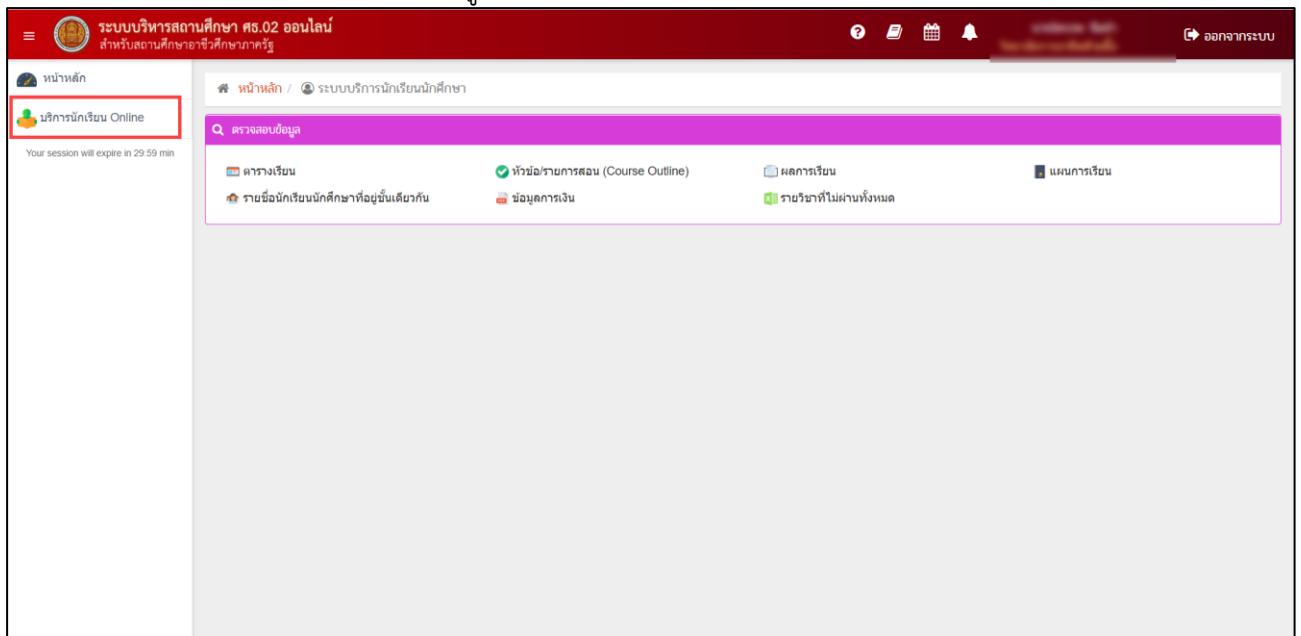 ระบบบริหารสถานศึกษา ศธ.02 ออนไลน์
สำหรับสถานศึกษาอาชีวศึกษาภาครัฐ
ออกจากระบบ
หน้าหลัก
บริการนักเรียน Online
Your session will expire in 29:59 min
หน้าหลัก / ระบบบริการนักเรียนนักศึกษา
ตรวจสอบข้อมูล
ตารางเรียน
หัวข้อ/รายการสอน (Course Outline)
ผลการเรียน
แผนการเรียน
รายชื่อนักเรียนนักศึกษาที่อยู่ชั้นเดียวกัน
ข้อมูลการเงิน
รายวิชาที่ไม่ผ่านทั้งหมด